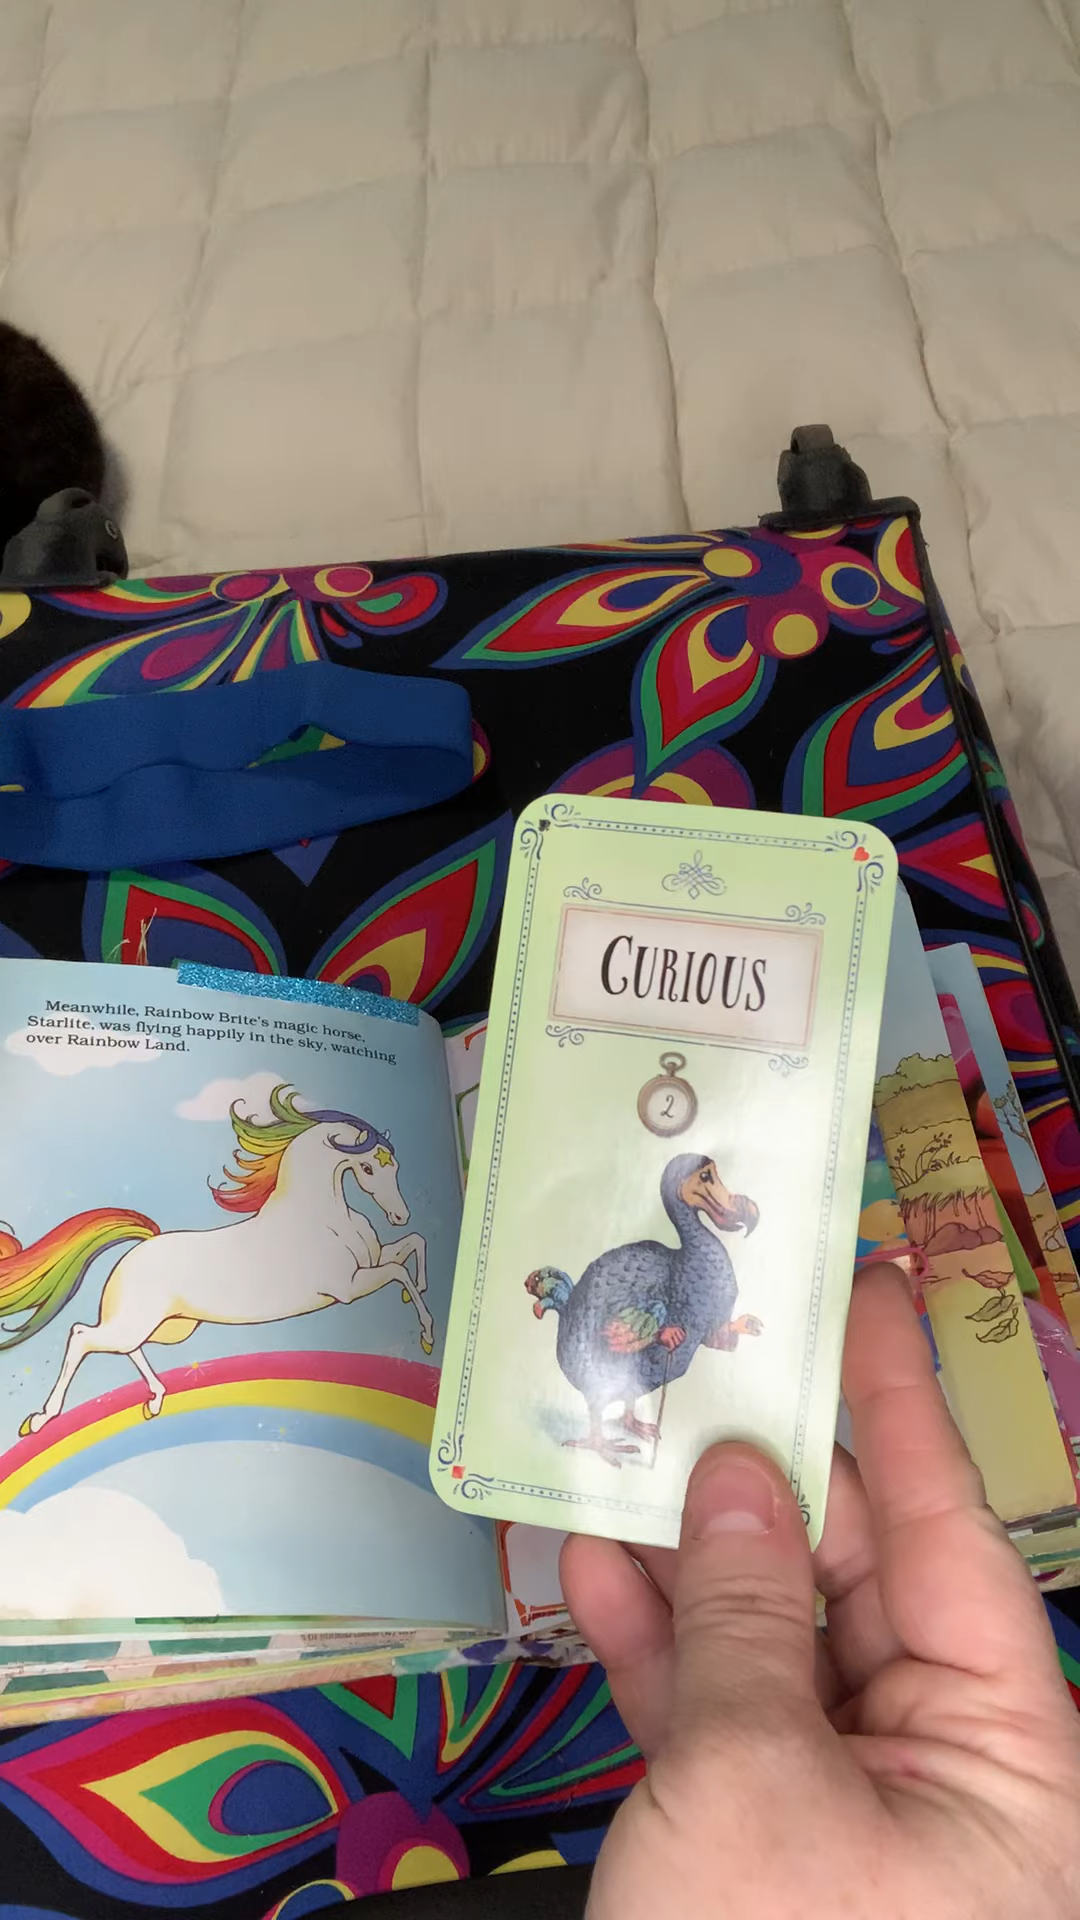 Meanwhile, Rainbow Brite's magic horse,
Starlite, was flying happily in the sky, watching
over Rainbow Land.
CURIOUS
2